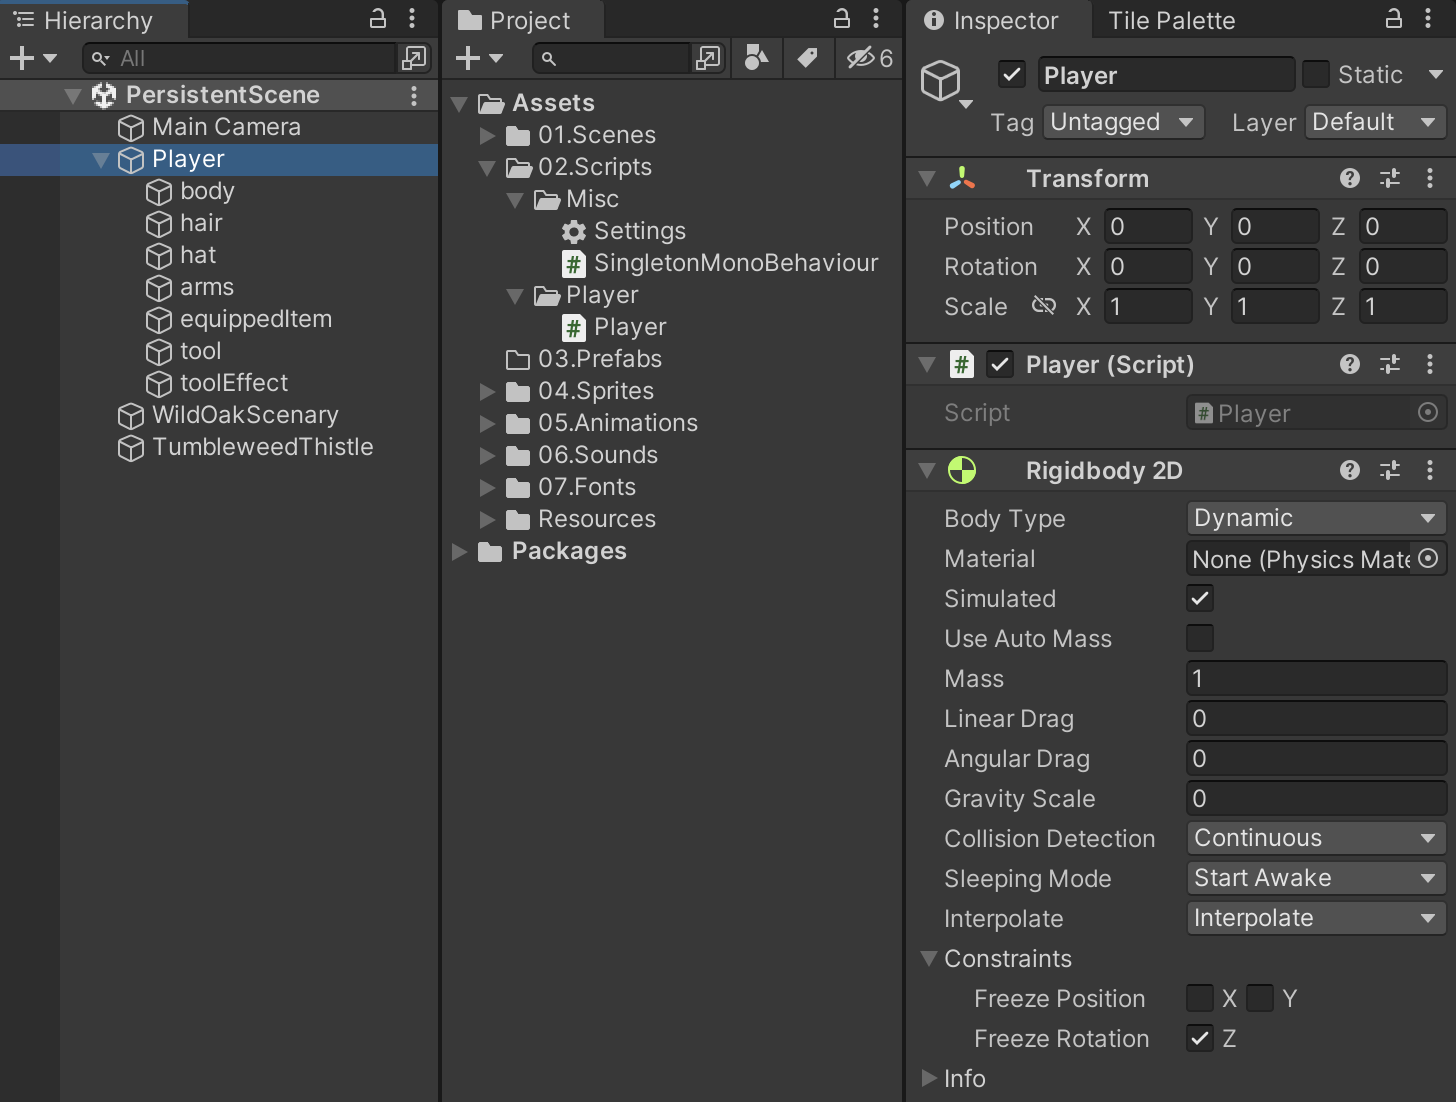 Hierarchy
All
PersistentScene
Main Camera
Player
body
hair
hat
arms
equippedItem
tool
toolEffect
WildOakScenary
TumbleweedThistle
Project
6
Assets
01.Scenes
02.Scripts
Misc
Settings
SingletonMonoBehaviour
Player
Player
03.Prefabs
04.Sprites
05.Animations
06.Sounds
07.Fonts
Resources
Packages
Inspector Tile Palette
Player Static
Tag Untagged Layer Default
Transform
Position X 0 Y 0 Z 0
Rotation X 0 Y 0 Z 0
Scale X 1 Y 1 Z 1
# Player (Script)
Script # Player
Rigidbody 2D
Body Type Dynamic
Material None (Physics Mate
Simulated
Use Auto Mass
Mass 1
Linear Drag 0
Angular Drag 0
Gravity Scale 0
Collision Detection Continuous
Sleeping Mode Start Awake
Interpolate Interpolate
Constraints
Freeze Position X Y
Freeze Rotation Z
Info